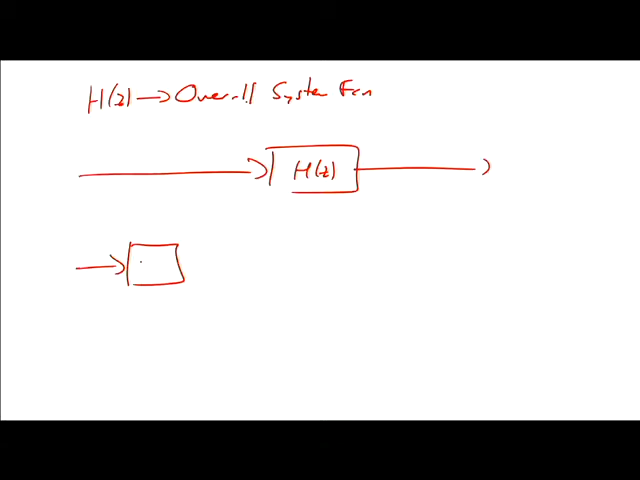 H(z) → Overall System Fcn
H(z)